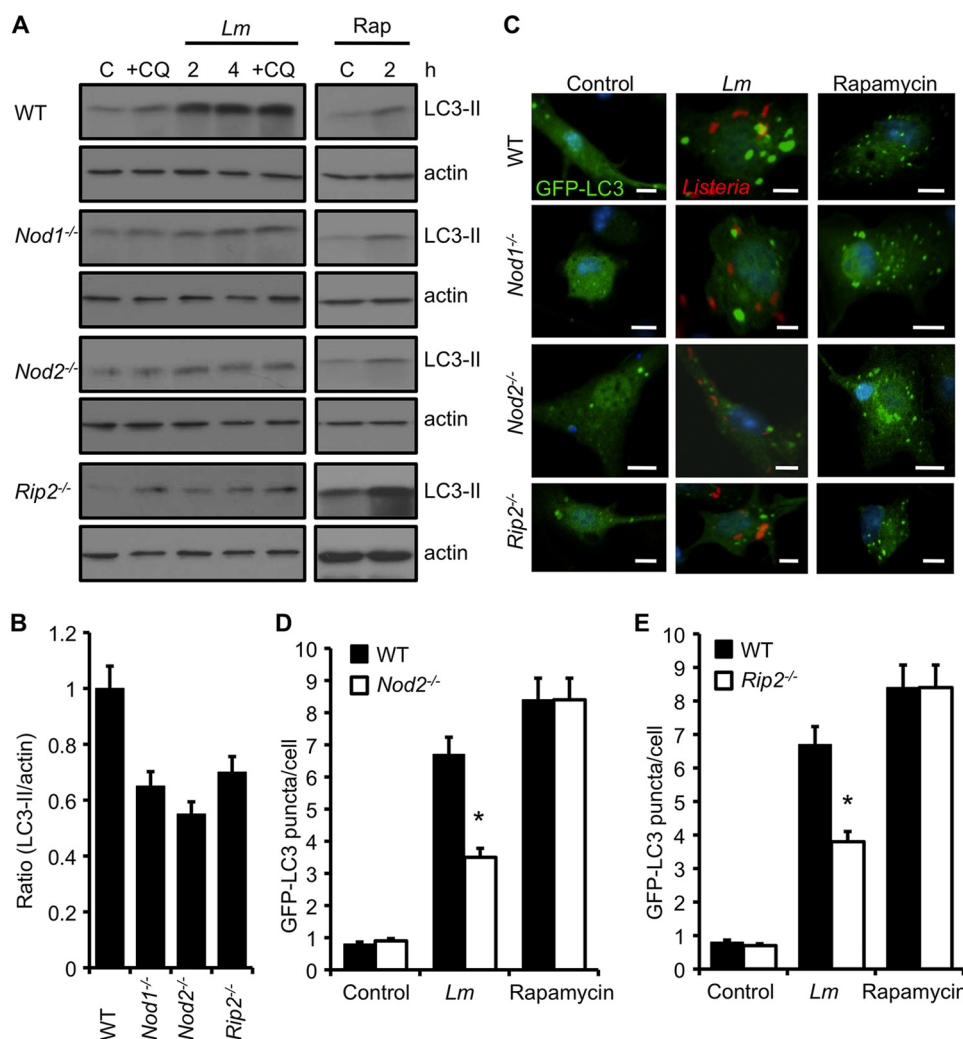 A
Lm
Rap
C +CQ 2 4 +CQ C 2 h
WT
LC3-II
actin
Nod1-/-
LC3-II
actin
Nod2-/-
LC3-II
actin
Rip2-/-
LC3-II
actin
B
1.2
1
0.8
0.6
0.4
0.2
0
Ratio (LC3-II/actin)
WT
Nod1-/-
Nod2-/-
Rip2-/-
C
Control Lm Rapamycin
WT
GFP-LC3
Listeria
Nod1-/-
Nod2-/-
Rip2-/-
D
10
9
8
7
6
5
4
3
2
1
0
GFP-LC3 puncta/cell
WT
Nod2-/-
*
Control Lm Rapamycin
E
10
9
8
7
6
5
4
3
2
1
0
GFP-LC3 puncta/cell
WT
Rip2-/-
*
Control Lm Rapamycin